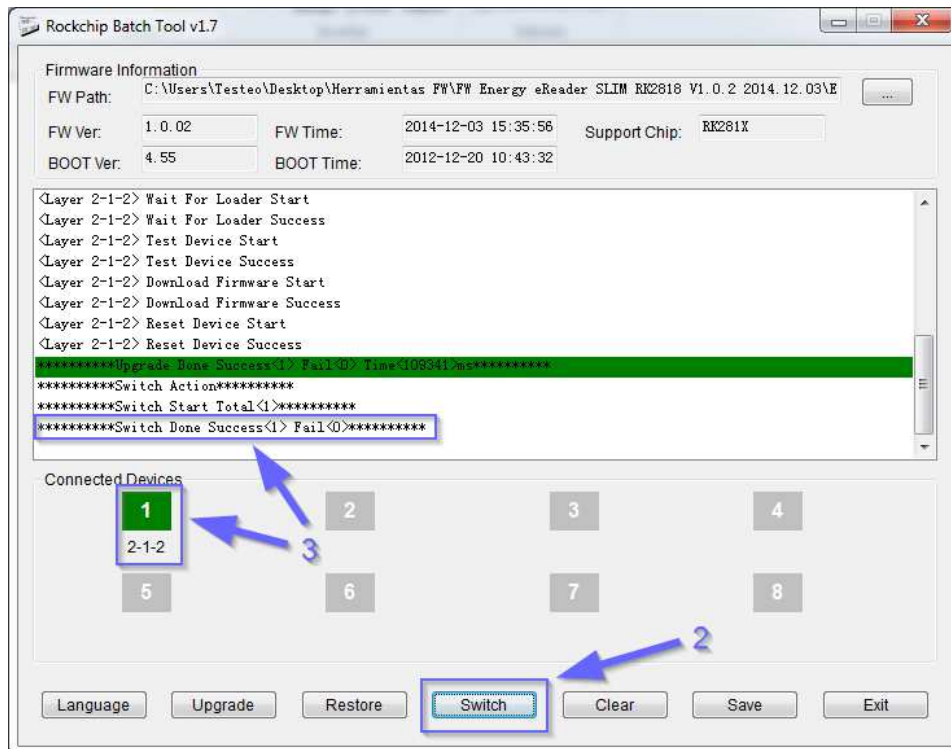 Rockchip Batch Tool v1.7
Firmware Information
FW Path: C:\Users\Testeo\Desktop\Herramientas FW\FW Energy eReader SLIM RK2818 V1.0.2 2014.12.03\E ...
FW Ver: 1.0.02 FW Time: 2014-12-03 15:35:56 Support Chip: RK281X
BOOT Ver: 4.55 BOOT Time: 2012-12-20 10:43:32
<Layer 2-1-2> Wait For Loader Start
<Layer 2-1-2> Wait For Loader Success
<Layer 2-1-2> Test Device Start
<Layer 2-1-2> Test Device Success
<Layer 2-1-2> Download Firmware Start
<Layer 2-1-2> Download Firmware Success
<Layer 2-1-2> Reset Device Start
<Layer 2-1-2> Reset Device Success
**********Upgrade Done Success<1> Fail<0> Time<109341>ms**********
**********Switch Action**********
**********Switch Start Total<1>**********
**********Switch Done Success<1> Fail<0>**********
Connected Devices
1 2 3 4
2-1-2
3
5 6 7 8
2
Language Upgrade Restore Switch Clear Save Exit